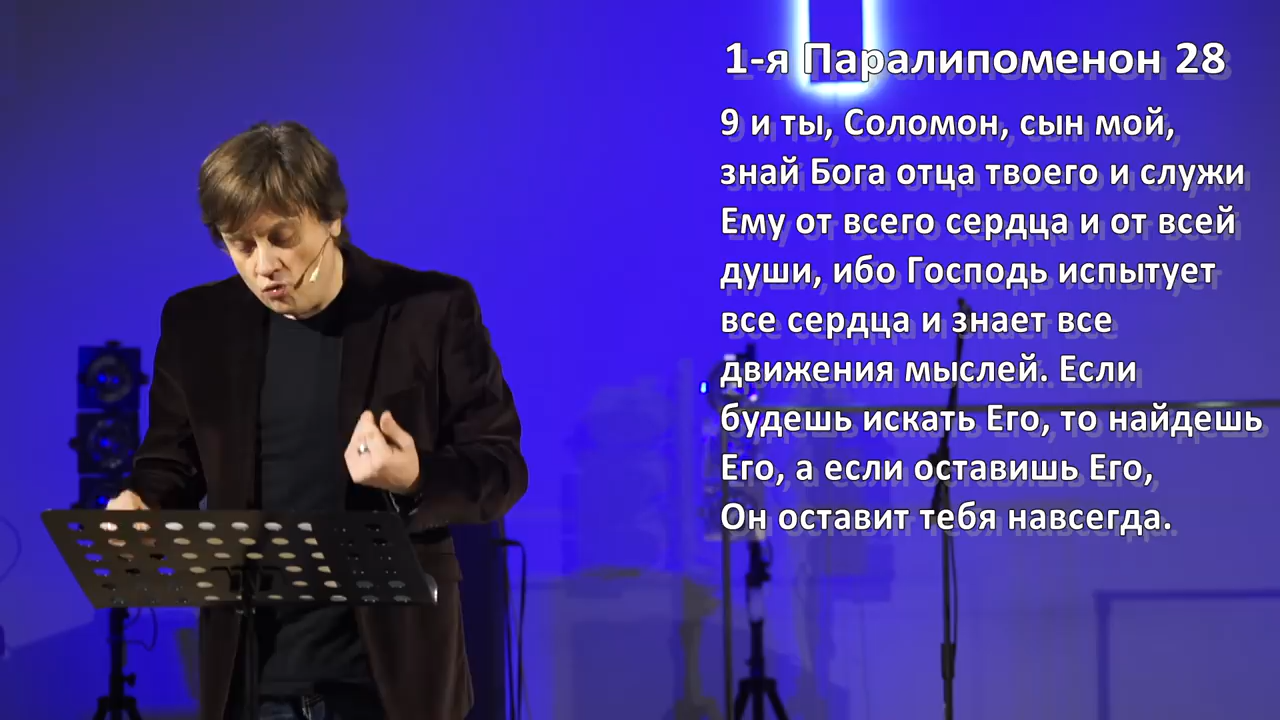 1-я Паралипоменон 28
9 и ты, Соломон, сын мой,
знай Бога отца твоего и служи
Ему от всего сердца и от всей
души, ибо Господь испытует
все сердца и знает все
движения мыслей. Если
будешь искать Его, то найдешь
Его, а если оставишь Его,
Он оставит тебя навсегда.